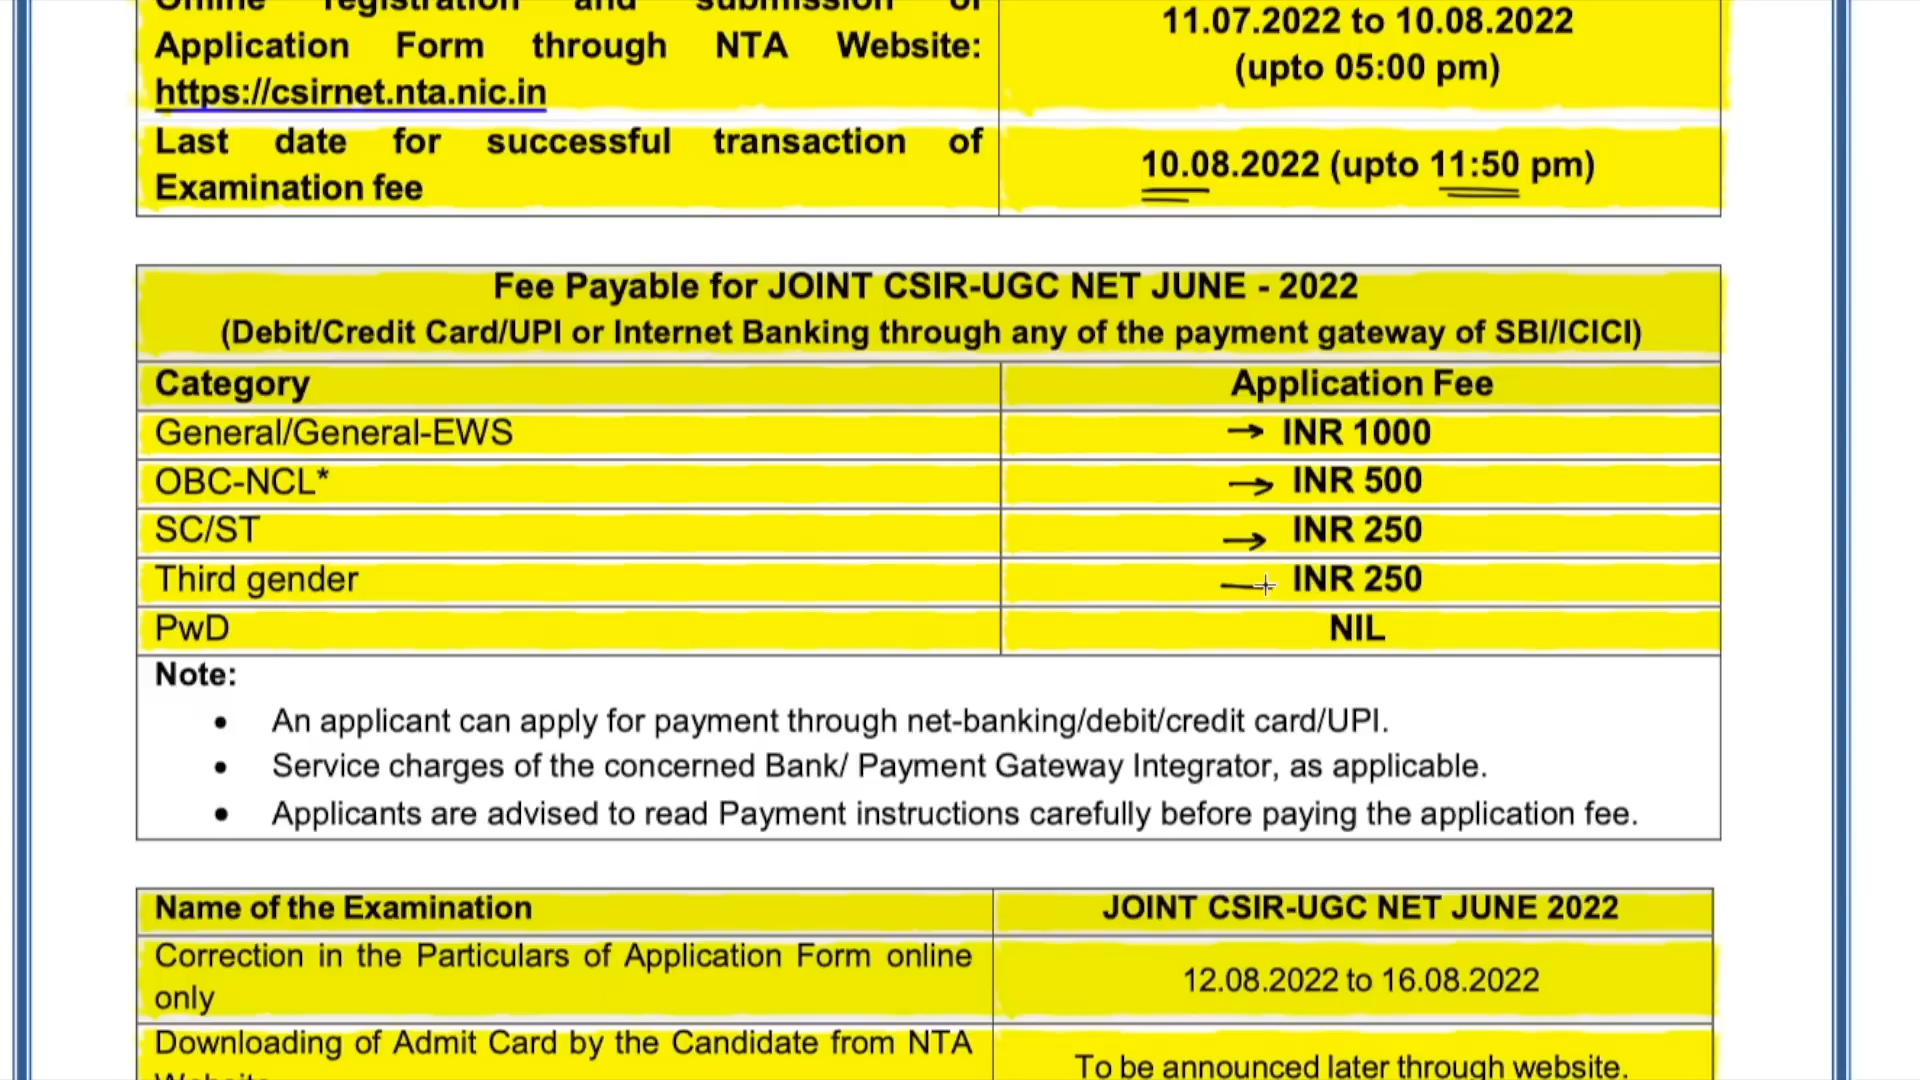 Online registration and submission of
Application Form through NTA Website:
https://csirnet.nta.nic.in
11.07.2022 to 10.08.2022
(upto 05:00 pm)
Last date for successful transaction of
Examination fee
10.08.2022 (upto 11:50 pm)
Fee Payable for JOINT CSIR-UGC NET JUNE - 2022
(Debit/Credit Card/UPI or Internet Banking through any of the payment gateway of SBI/ICICI)
Category Application Fee
General/General-EWS → INR 1000
OBC-NCL* → INR 500
SC/ST → INR 250
Third gender INR 250
PwD NIL
Note:
• An applicant can apply for payment through net-banking/debit/credit card/UPI.
• Service charges of the concerned Bank/ Payment Gateway Integrator, as applicable.
• Applicants are advised to read Payment instructions carefully before paying the application fee.
Name of the Examination JOINT CSIR-UGC NET JUNE 2022
Correction in the Particulars of Application Form online
only
12.08.2022 to 16.08.2022
Downloading of Admit Card by the Candidate from NTA
Website
To be announced later through website.